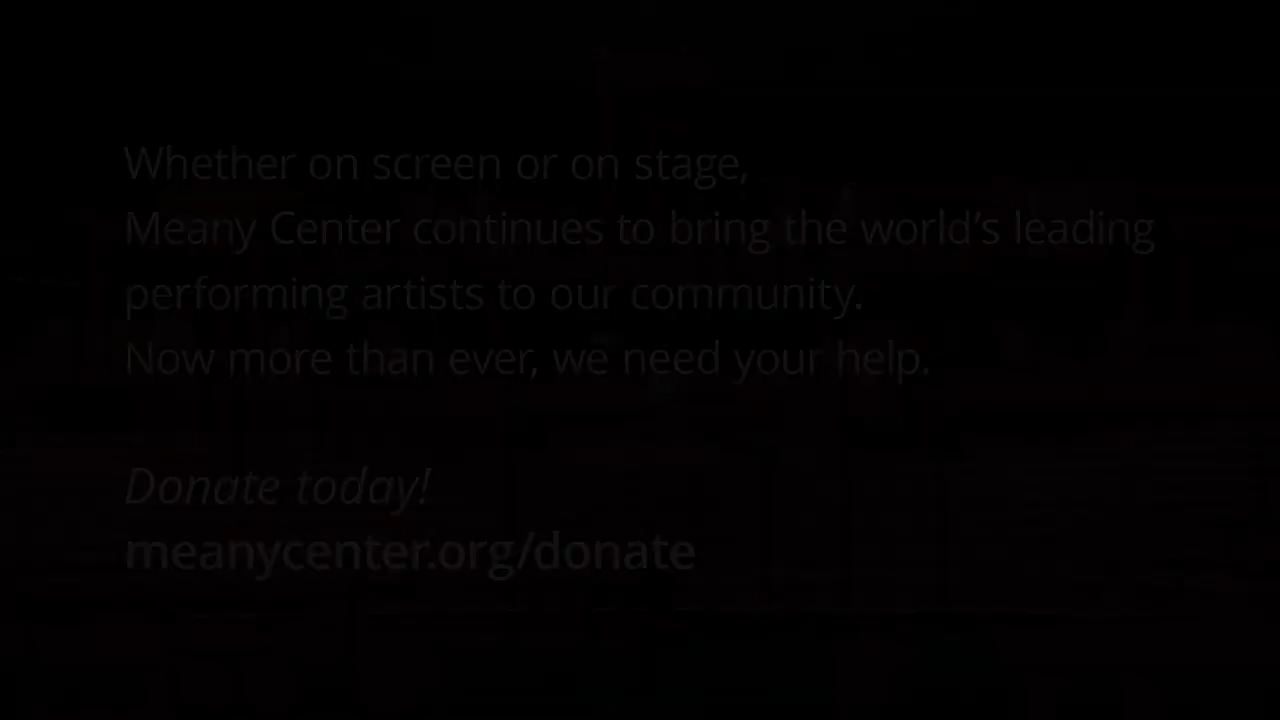 Whether on screen or on stage,
Meany Center continues to bring the world’s leading
performing artists to our community.
Now more than ever, we need your help.
Donate today!
meanycenter.org/donate